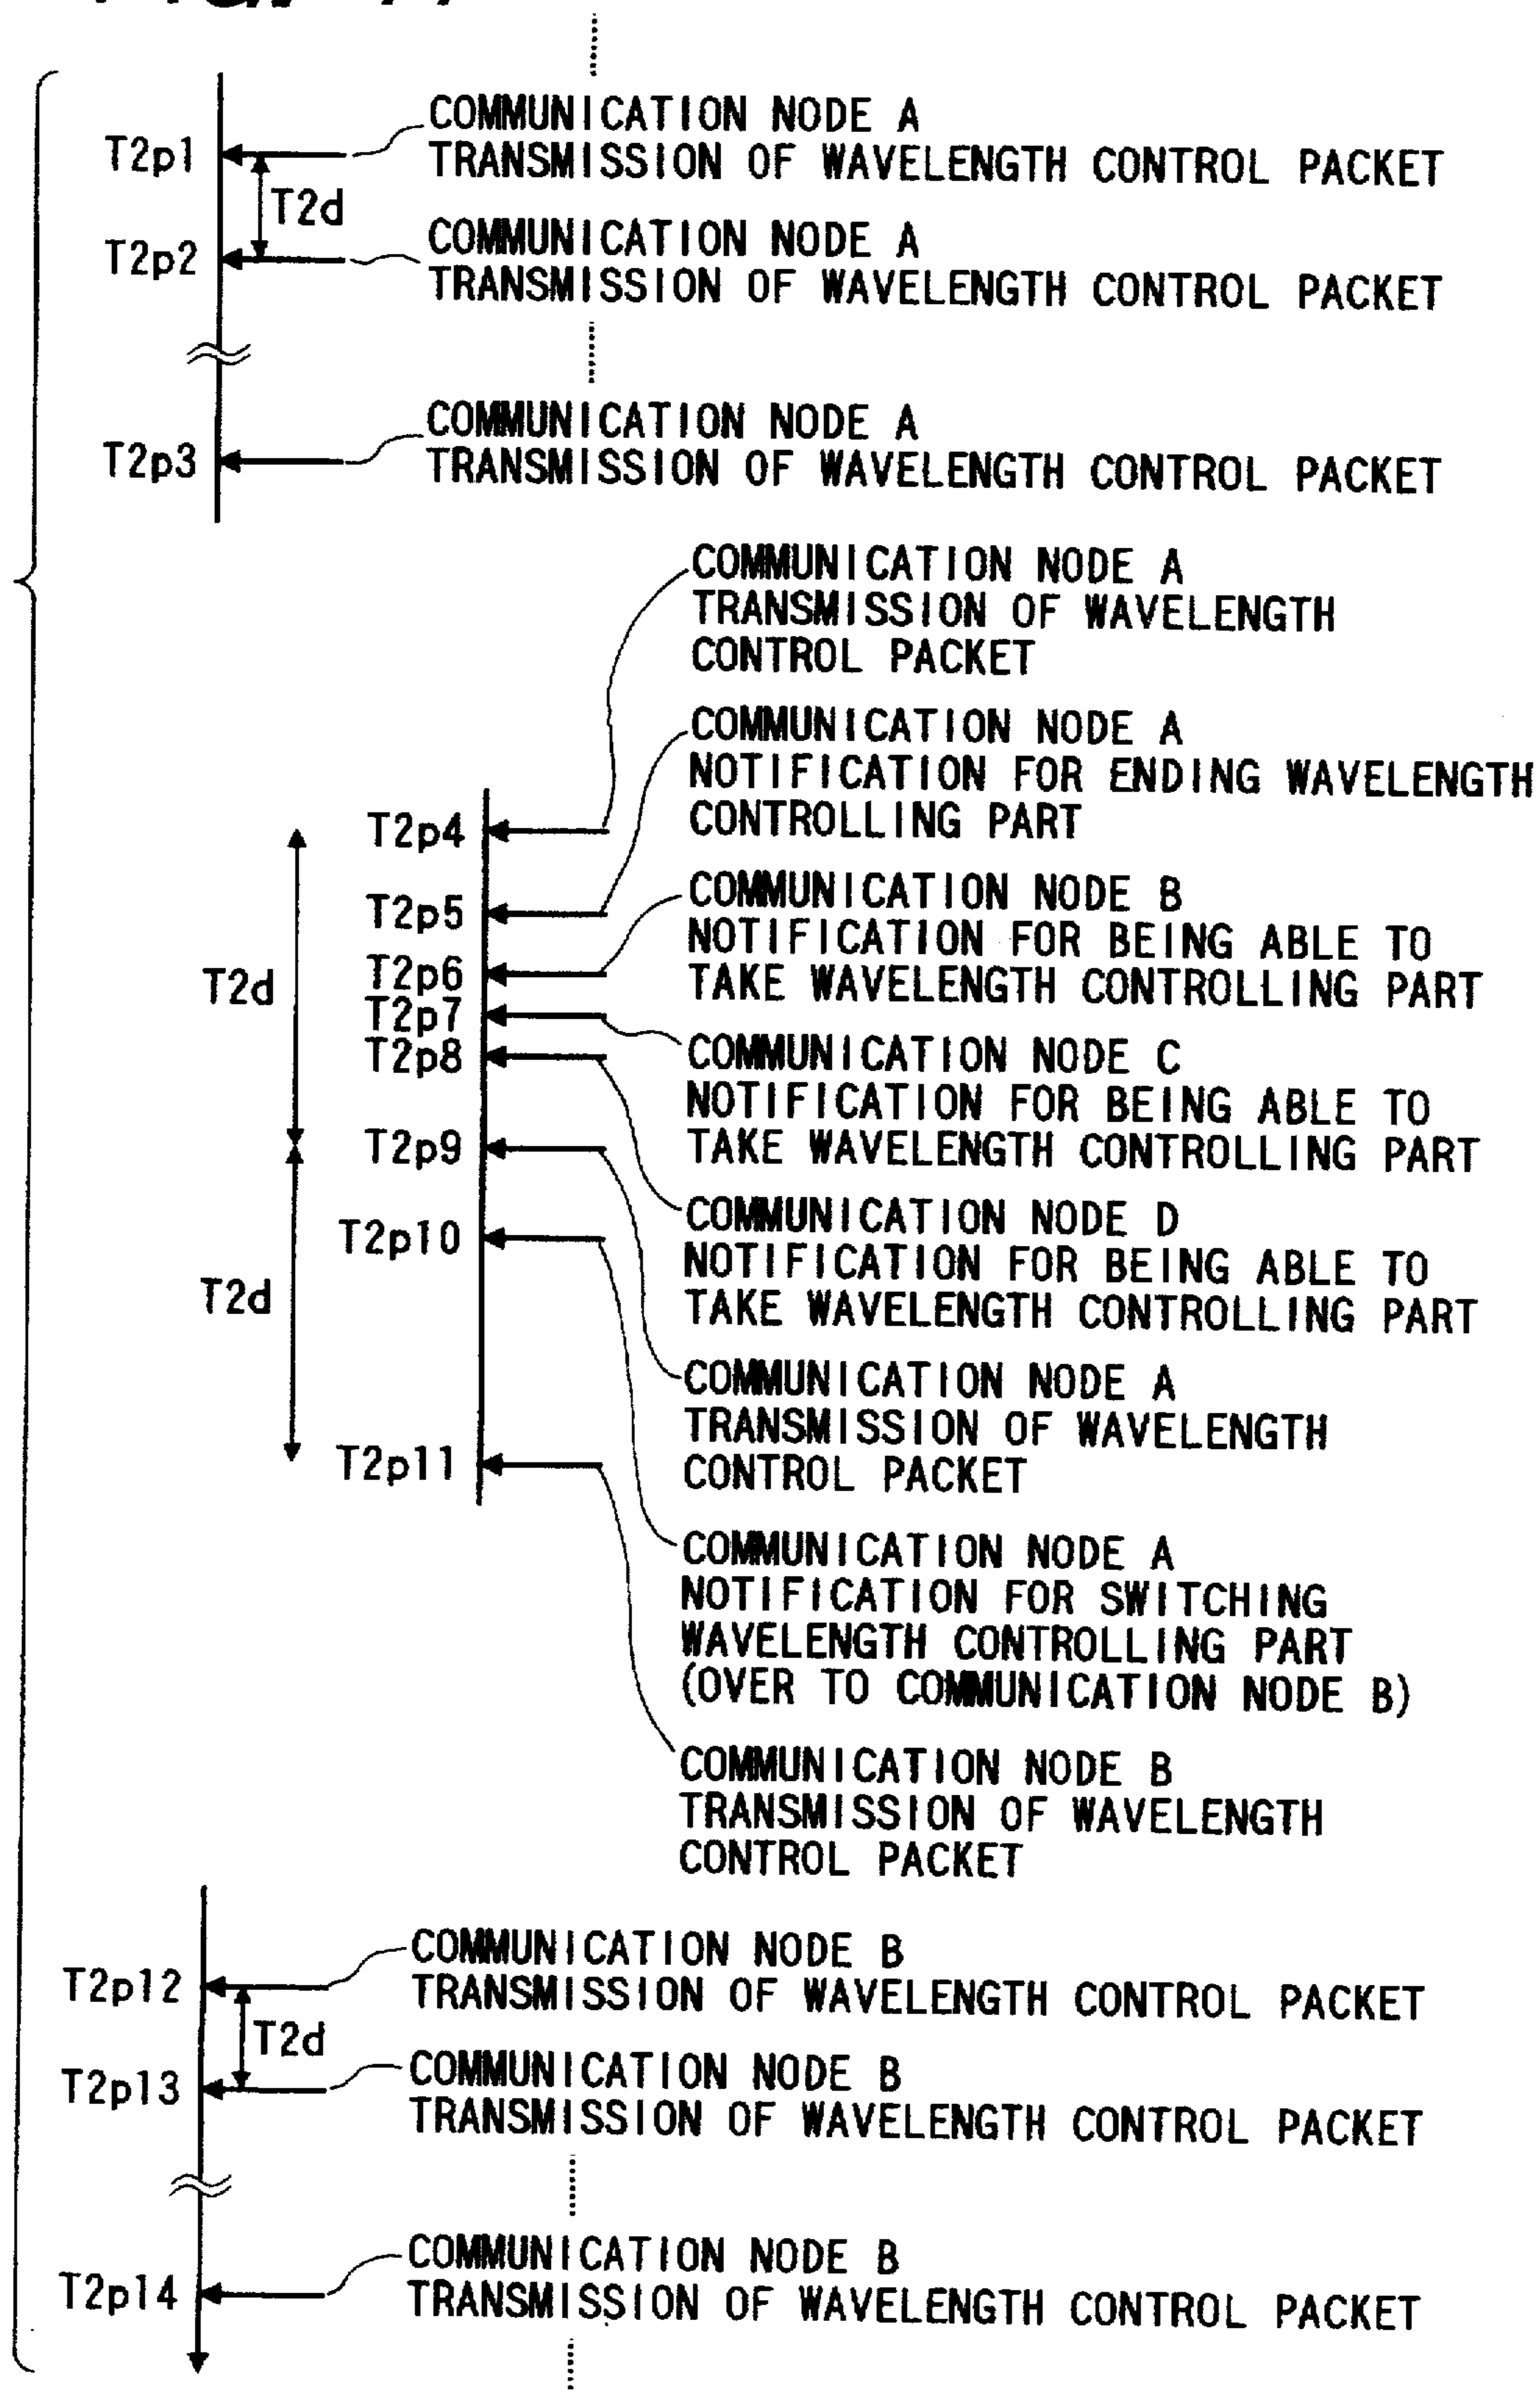 T2p1
COMMUNICATION NODE A
TRANSMISSION OF WAVELENGTH CONTROL PACKET
T2d
T2p2
COMMUNICATION NODE A
TRANSMISSION OF WAVELENGTH CONTROL PACKET
T2p3
COMMUNICATION NODE A
TRANSMISSION OF WAVELENGTH CONTROL PACKET
COMMUNICATION NODE A
TRANSMISSION OF WAVELENGTH
CONTROL PACKET
COMMUNICATION NODE A
NOTIFICATION FOR ENDING WAVELENGTH
CONTROLLING PART
T2p4
T2p5
COMMUNICATION NODE B
NOTIFICATION FOR BEING ABLE TO
TAKE WAVELENGTH CONTROLLING PART
T2d
T2p6
T2p7
T2p8
COMMUNICATION NODE C
NOTIFICATION FOR BEING ABLE TO
TAKE WAVELENGTH CONTROLLING PART
T2p9
COMMUNICATION NODE D
NOTIFICATION FOR BEING ABLE TO
TAKE WAVELENGTH CONTROLLING PART
T2p10
T2d
COMMUNICATION NODE A
TRANSMISSION OF WAVELENGTH
CONTROL PACKET
T2p11
COMMUNICATION NODE A
NOTIFICATION FOR SWITCHING
WAVELENGTH CONTROLLING PART
(OVER TO COMMUNICATION NODE B)
COMMUNICATION NODE B
TRANSMISSION OF WAVELENGTH
CONTROL PACKET
T2p12
COMMUNICATION NODE B
TRANSMISSION OF WAVELENGTH CONTROL PACKET
T2d
T2p13
COMMUNICATION NODE B
TRANSMISSION OF WAVELENGTH CONTROL PACKET
T2p14
COMMUNICATION NODE B
TRANSMISSION OF WAVELENGTH CONTROL PACKET